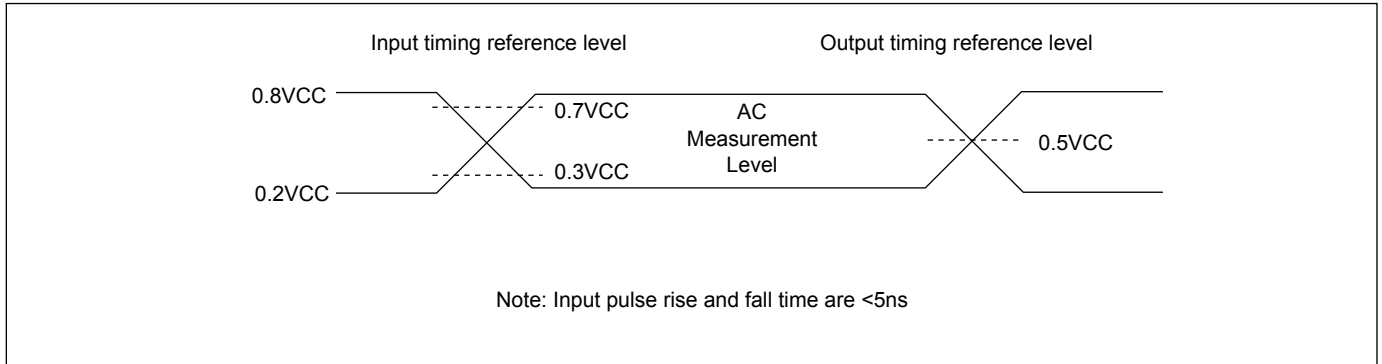 Input timing reference level
Output timing reference level
0.8VCC
0.7VCC
AC
Measurement
Level
0.5VCC
0.3VCC
0.2VCC
Note: Input pulse rise and fall time are <5ns